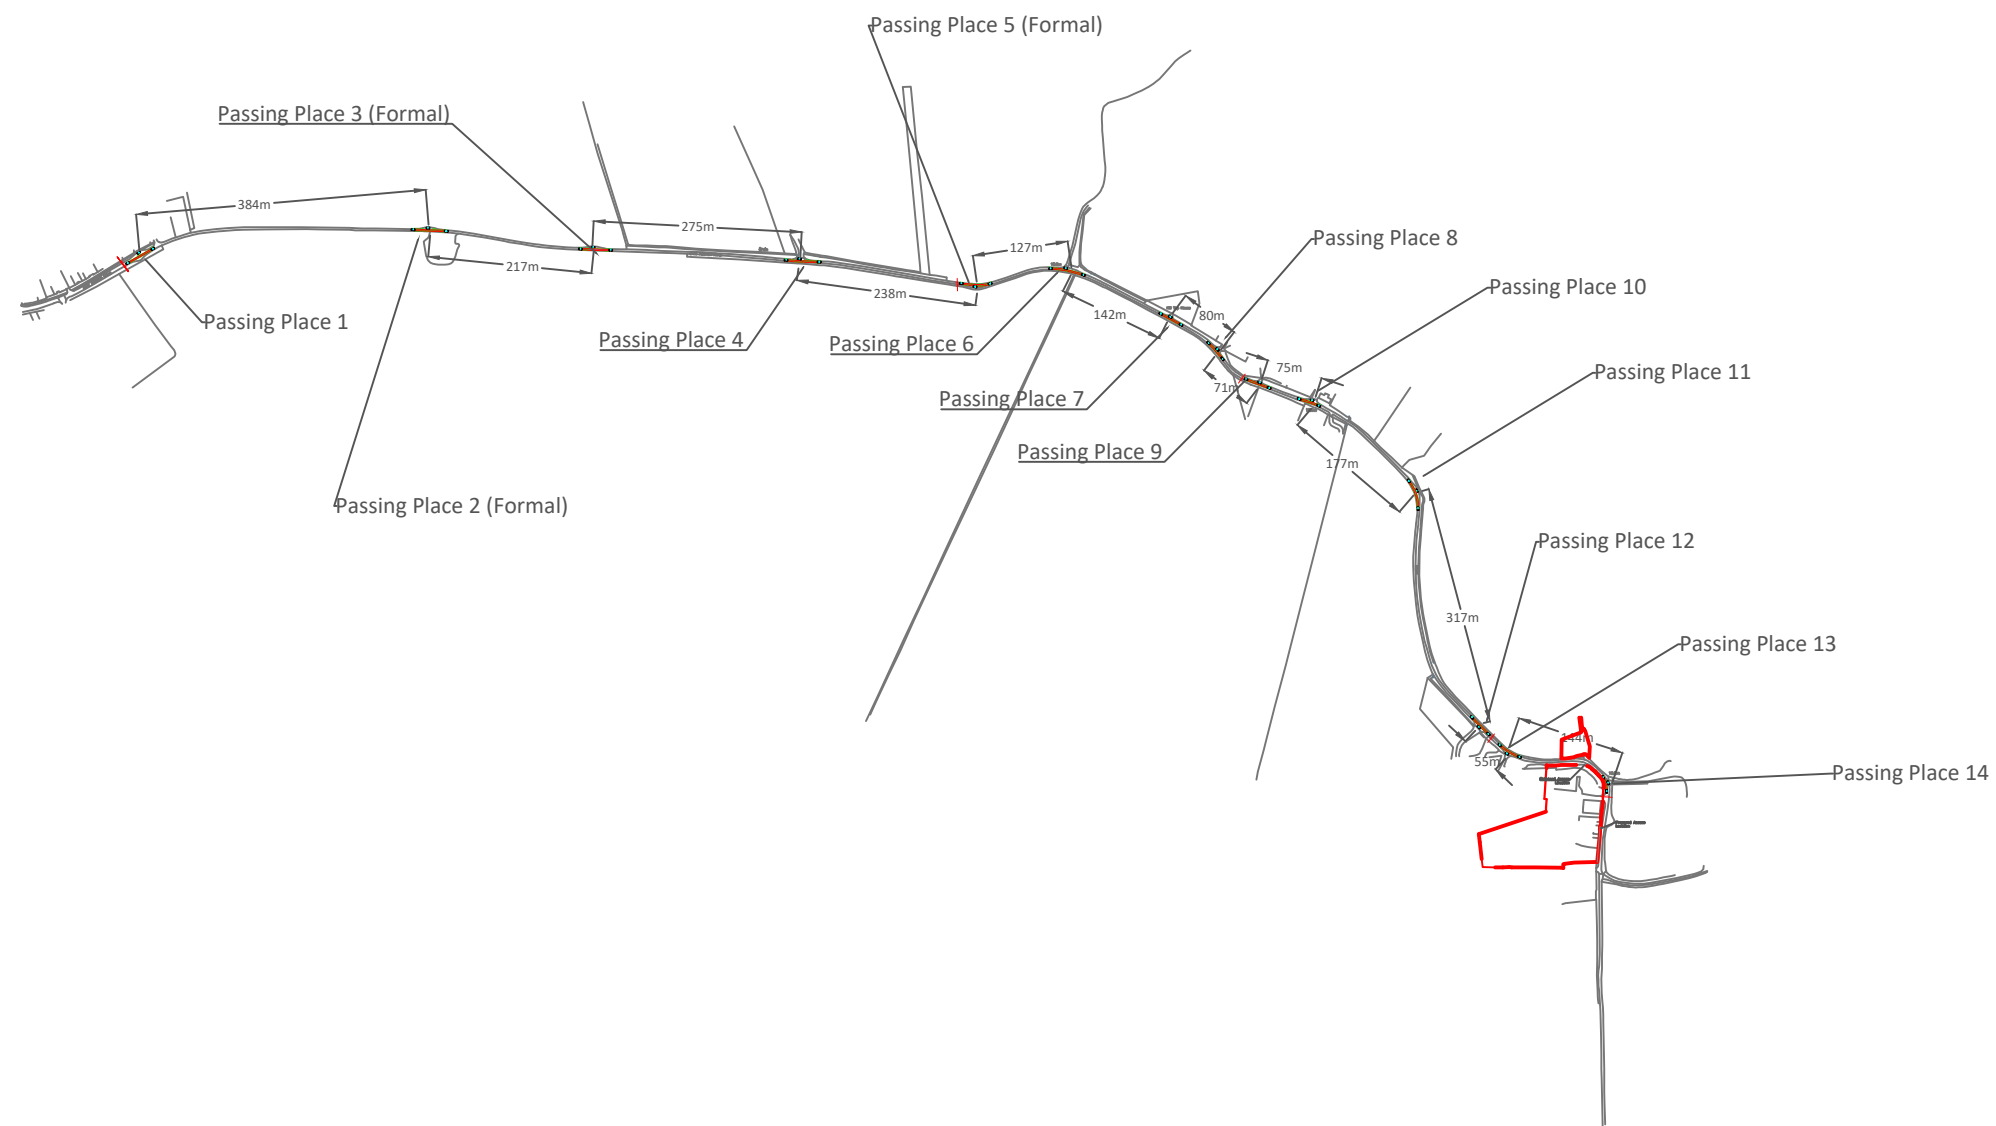 Passing Place 5 (Formal)
Passing Place 3 (Formal)
384m
275m
127m
Passing Place 8
217m
238m
Passing Place 10
142m
80m
Passing Place 1
Passing Place 4
Passing Place 6
75m
Passing Place 11
71m
Passing Place 7
Passing Place 9
177m
Passing Place 2 (Formal)
Passing Place 12
317m
Passing Place 13
144m
55m
Passing Place 14